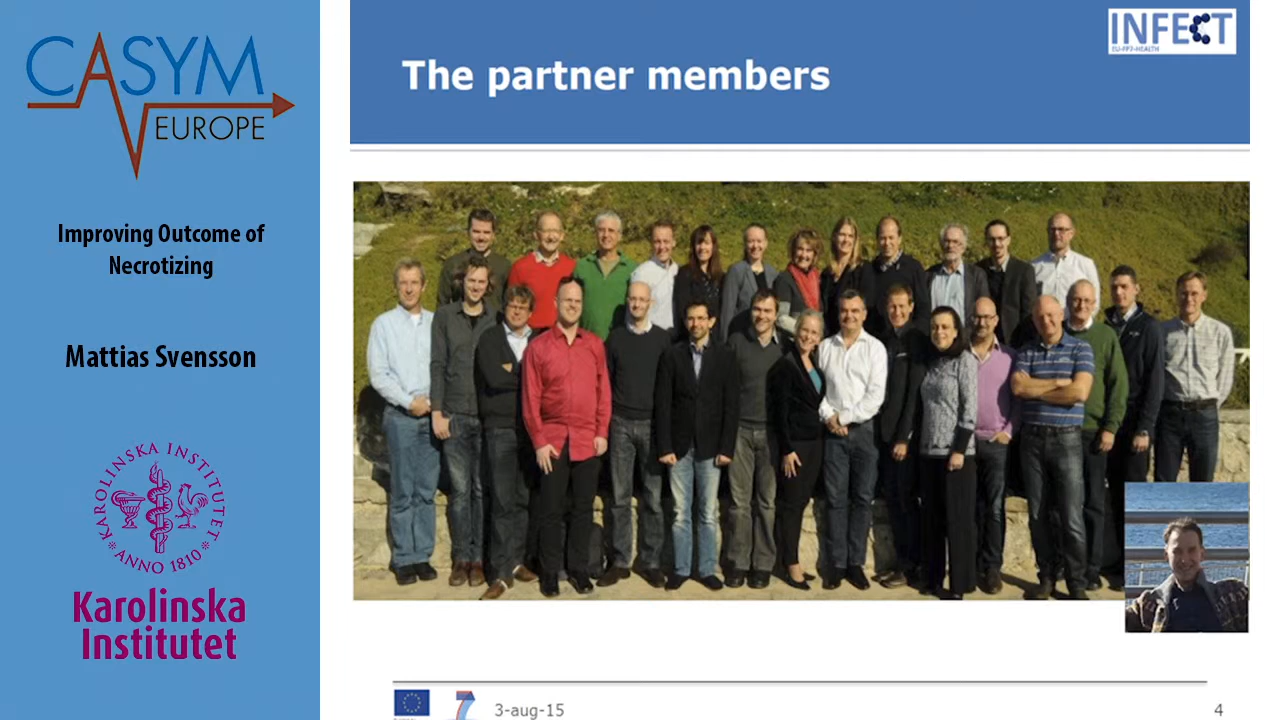 CASYM
EUROPE
Improving Outcome of
Necrotizing
Mattias Svensson
KAROLINSKA INSTITUTET
ANNO 1810
Karolinska
Institutet
INFECT
EU-FP7-HEALTH
The partner members
3-aug-15
4